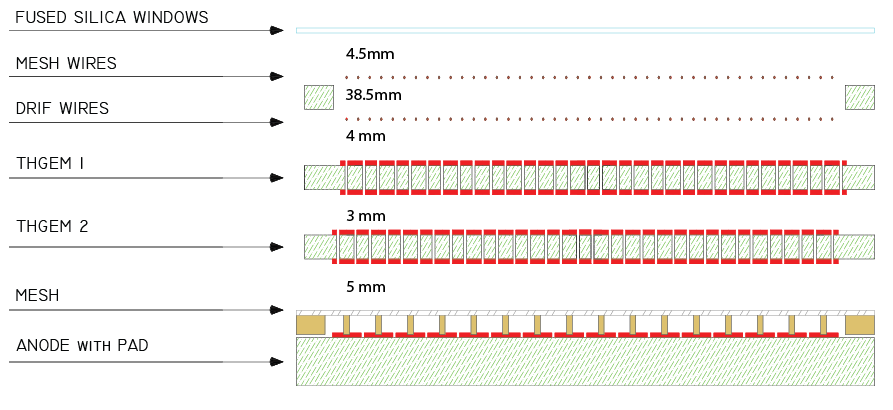 FUSED SILICA WINDOWS
4.5mm
MESH WIRES
38.5mm
DRIF WIRES
4 mm
THGEM 1
3 mm
THGEM 2
5 mm
MESH
ANODE WITH PAD